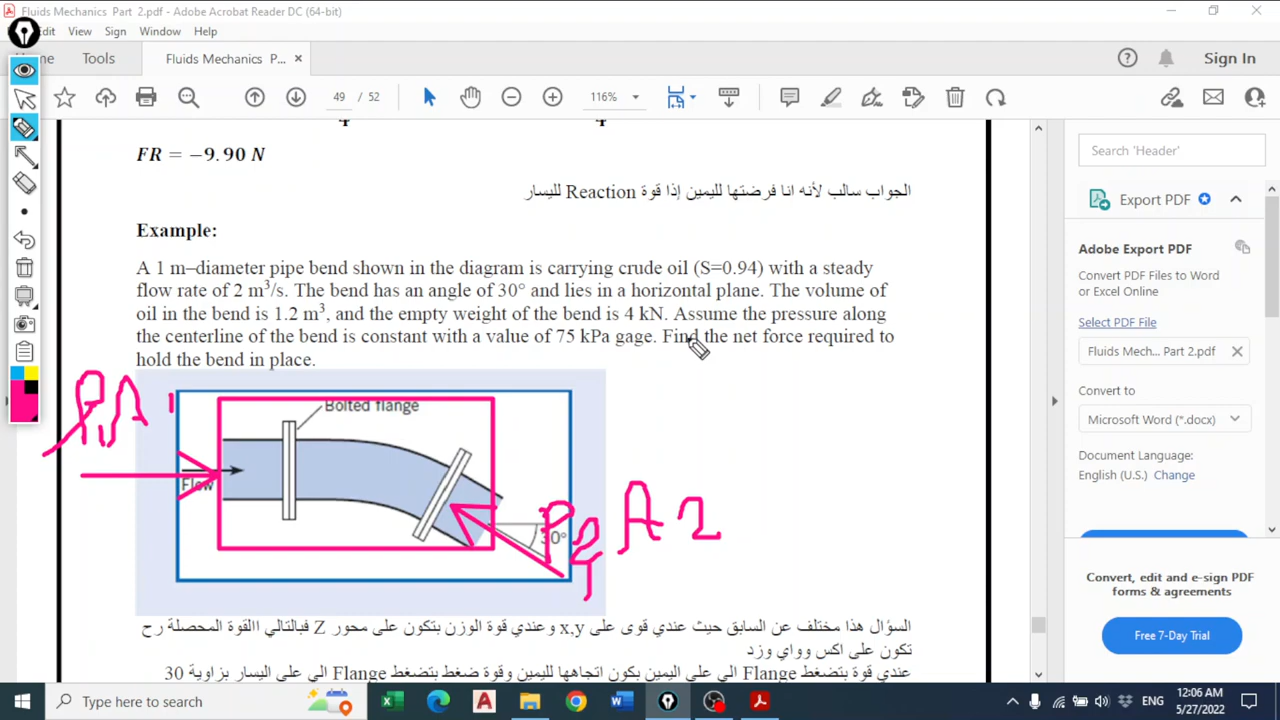 Fluids Mechanics Part 2.pdf - Adobe Acrobat Reader DC (64-bit)
Edit View Sign Window Help
Tools
Fluids Mechanics P... ×
Sign In
49 / 52
116%
FR = −9.90 N
الجواب سالب لأنه انا فرضتها لليمين إذا قوة Reaction لليسار
Example:
A 1 m–diameter pipe bend shown in the diagram is carrying crude oil (S=0.94) with a steady
flow rate of 2 m³/s. The bend has an angle of 30° and lies in a horizontal plane. The volume of
oil in the bend is 1.2 m³, and the empty weight of the bend is 4 kN. Assume the pressure along
the centerline of the bend is constant with a value of 75 kPa gage. Find the net force required to
hold the bend in place.
Bolted flange
Flow
30°
A 2
السؤال هذا مختلف عن السابق حيث عندي قوى على x,y وعندي قوة الوزن بتكون على محور Z فبالتالي االقوة المحصلة رح
تكون على اكس وواي وزد
عندي قوة بتضغط Flange الي على اليمين يكون اتجاهها لليمين وقوة ضغط بتضغط Flange الي على اليسار بزاوية 30
Search 'Header'
Export PDF
Adobe Export PDF
Convert PDF Files to Word
or Excel Online
Select PDF File
Fluids Mech... Part 2.pdf
Convert to
Microsoft Word (*.docx)
Document Language:
English (U.S.) Change
Convert, edit and e-sign PDF
forms & agreements
Free 7-Day Trial
Type here to search
ENG
12:06 AM
5/27/2022